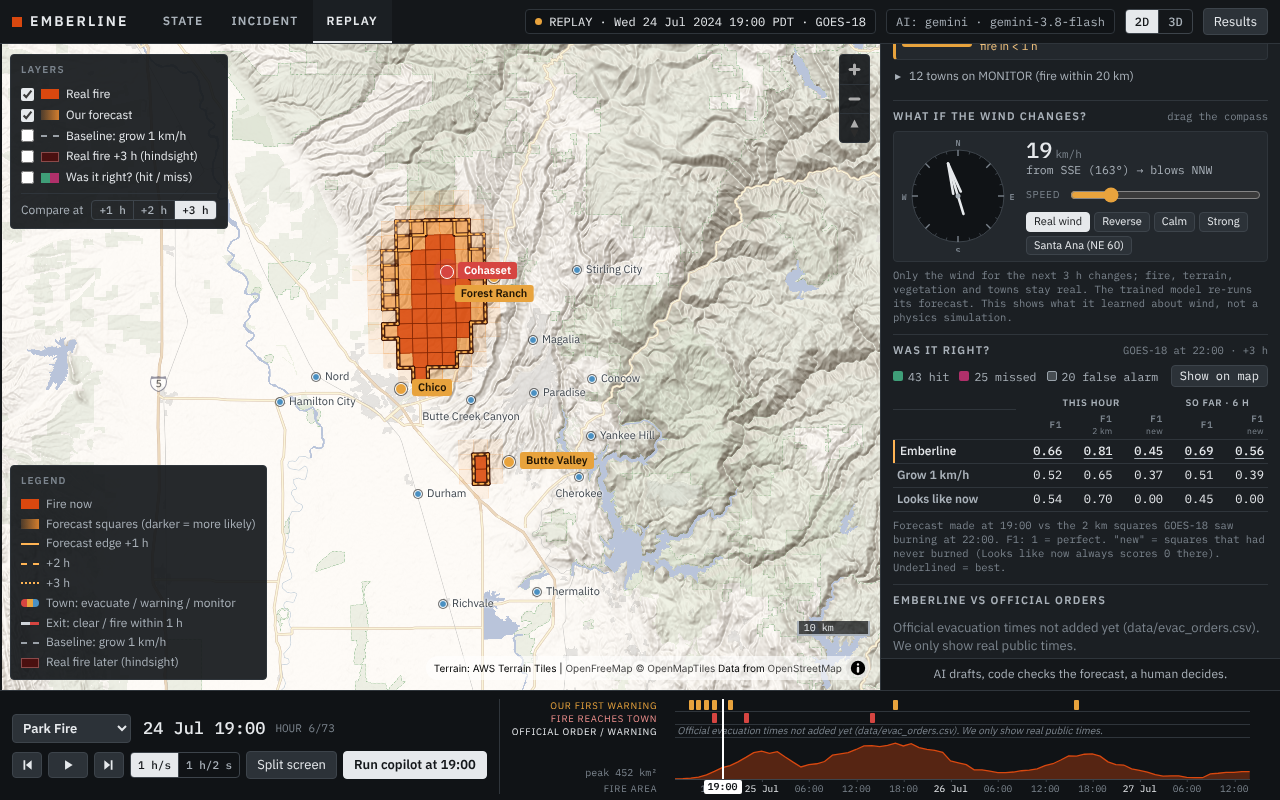 EMBERLINE
STATE
INCIDENT
REPLAY
REPLAY · Wed 24 Jul 2024 19:00 PDT · GOES-18
AI: gemini · gemini-3.8-flash
2D
3D
Results
LAYERS
Real fire
Our forecast
Baseline: grow 1 km/h
Real fire +3 h (hindsight)
Was it right? (hit / miss)
Compare at
+1 h
+2 h
+3 h
Cohasset
Forest Ranch
Stirling City
Magalia
Nord
Hamilton City
Chico
Butte Creek Canyon
Paradise
Concow
Yankee Hill
Butte Valley
Cherokee
Durham
Thermalito
Richvale
5
10 km
Terrain: AWS Terrain Tiles | OpenFreeMap © OpenMapTiles Data from OpenStreetMap
LEGEND
Fire now
Forecast squares (darker = more likely)
Forecast edge +1 h
+2 h
+3 h
Town: evacuate / warning / monitor
Exit: clear / fire within 1 h
Baseline: grow 1 km/h
Real fire later (hindsight)
fire in < 1 h
12 towns on MONITOR (fire within 20 km)
WHAT IF THE WIND CHANGES?
drag the compass
N
E
S
W
19 km/h
from SSE (163°) → blows NNW
SPEED
Real wind
Reverse
Calm
Strong
Santa Ana (NE 60)
Only the wind for the next 3 h changes; fire, terrain,
vegetation and towns stay real. The trained model re-runs
its forecast. This shows what it learned about wind, not a
physics simulation.
WAS IT RIGHT?
GOES-18 at 22:00 · +3 h
43 hit
25 missed
20 false alarm
Show on map
THIS HOUR
SO FAR · 6 H
F1 F1 2 km F1 new F1 F1 new
Emberline 0.66 0.81 0.45 0.69 0.56
Grow 1 km/h 0.52 0.65 0.37 0.51 0.39
Looks like now 0.54 0.70 0.00 0.45 0.00
Forecast made at 19:00 vs the 2 km squares GOES-18 saw
burning at 22:00. F1: 1 = perfect. "new" = squares that had
never burned (Looks like now always scores 0 there).
Underlined = best.
EMBERLINE VS OFFICIAL ORDERS
Official evacuation times not added yet (data/evac_orders.csv).
We only show real public times.
AI drafts, code checks the forecast, a human decides.
Park Fire
24 Jul 19:00
HOUR 6/73
1 h/s
1 h/2 s
Split screen
Run copilot at 19:00
OUR FIRST WARNING
FIRE REACHES TOWN
OFFICIAL ORDER / WARNING
Official evacuation times not added yet (data/evac_orders.csv). We only show real public times.
peak 452 km²
FIRE AREA
19:00
25 Jul
06:00
12:00
18:00
26 Jul
06:00
12:00
18:00
27 Jul
06:00
12:00